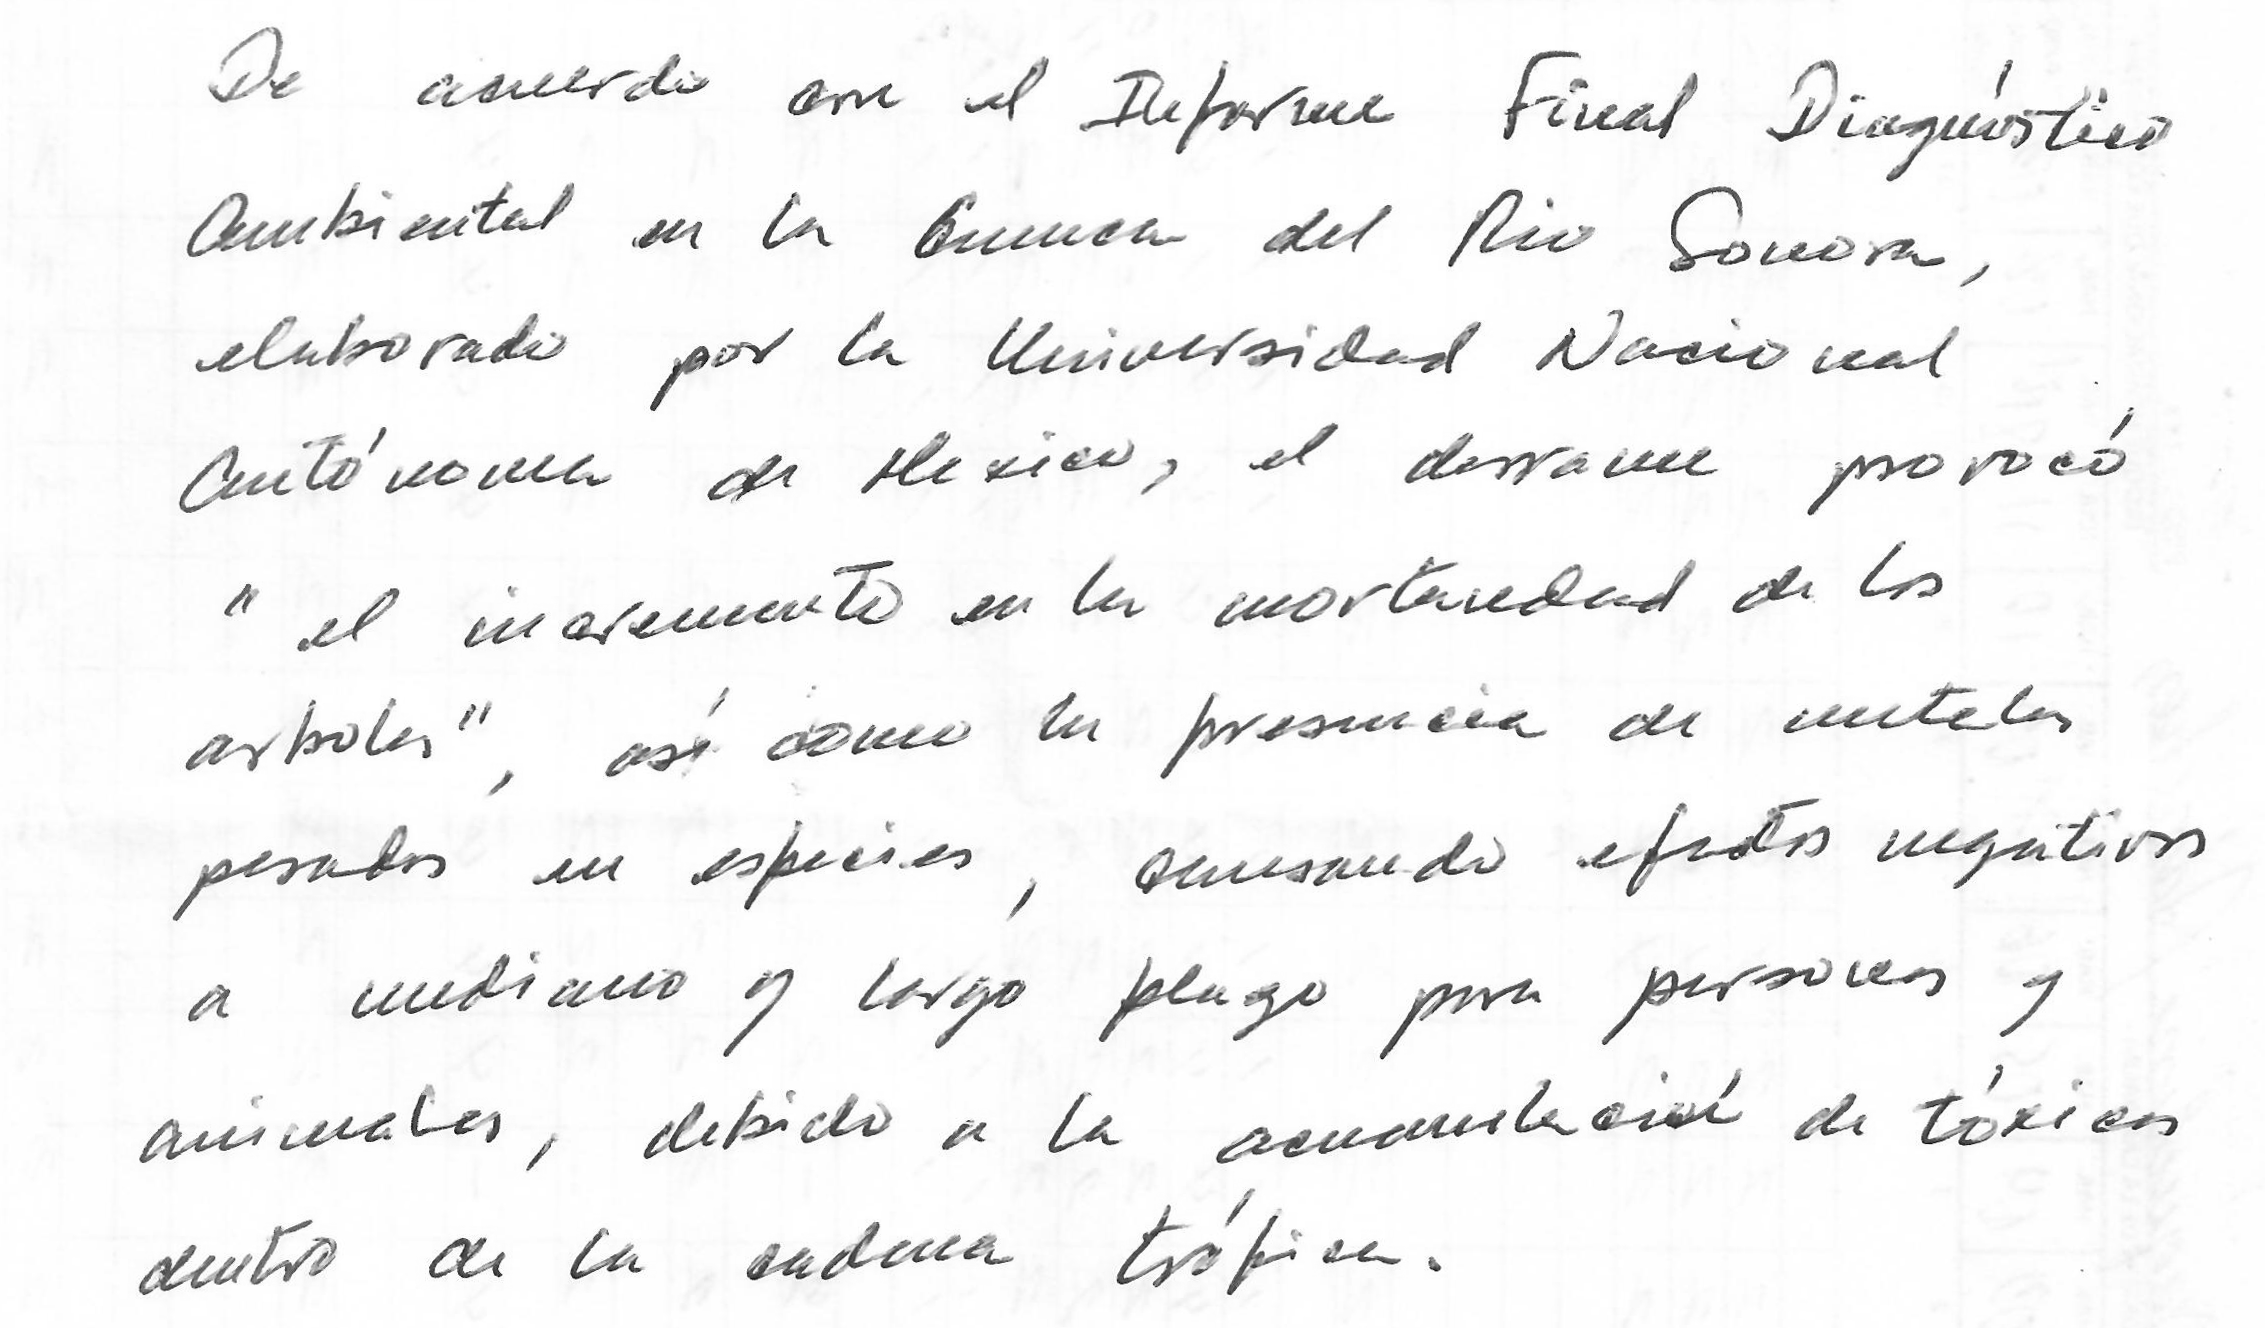 De acuerdo con el Informe Final Diagnóstico
Ambiental en la Cuenca del Rio Sonora,
elaborado por la Universidad Nacional
Autónoma de Mexico, el derrame provocó
"el incremento en la mortandad de los
arboles", así como la presencia de metales
pesados en especies, causando efectos negativos
a mediano y largo plazo para personas y
animales, debido a la acumulación de tóxicos
dentro de la cadena trófica.